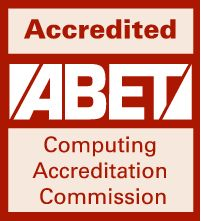 Accredited
ABET
Computing
Accreditation
Commission